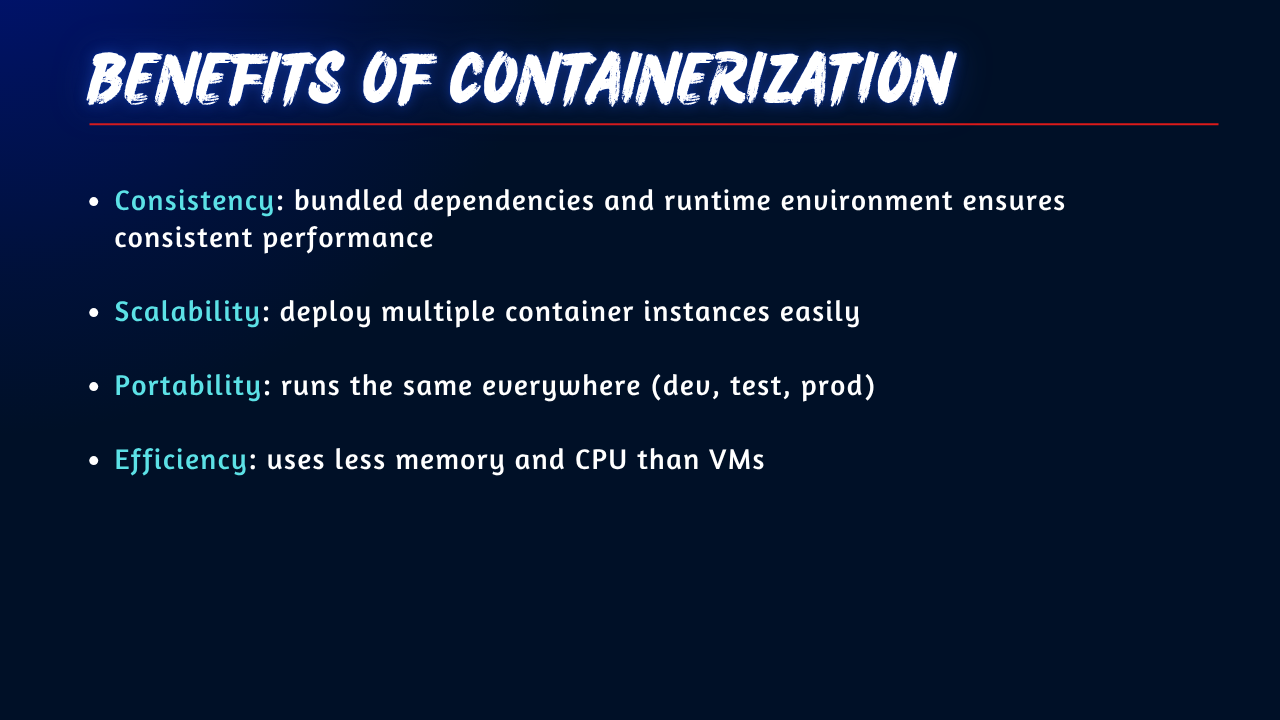 BENEFITS OF CONTAINERIZATION
• Consistency: bundled dependencies and runtime environment ensures
consistent performance
• Scalability: deploy multiple container instances easily
• Portability: runs the same everywhere (dev, test, prod)
• Efficiency: uses less memory and CPU than VMs